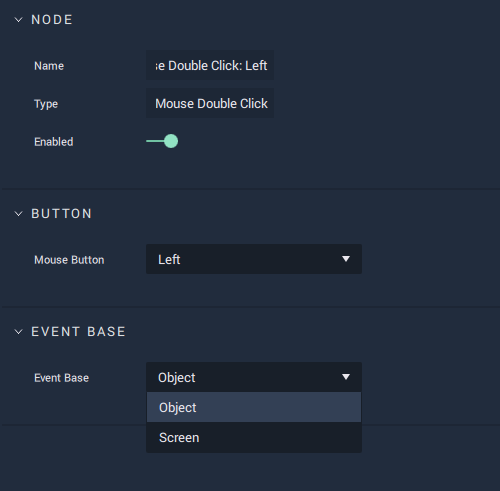 NODE
Name
e Double Click: Left
Type
Mouse Double Click
Enabled
BUTTON
Mouse Button
Left
EVENT BASE
Event Base
Object
Object
Screen